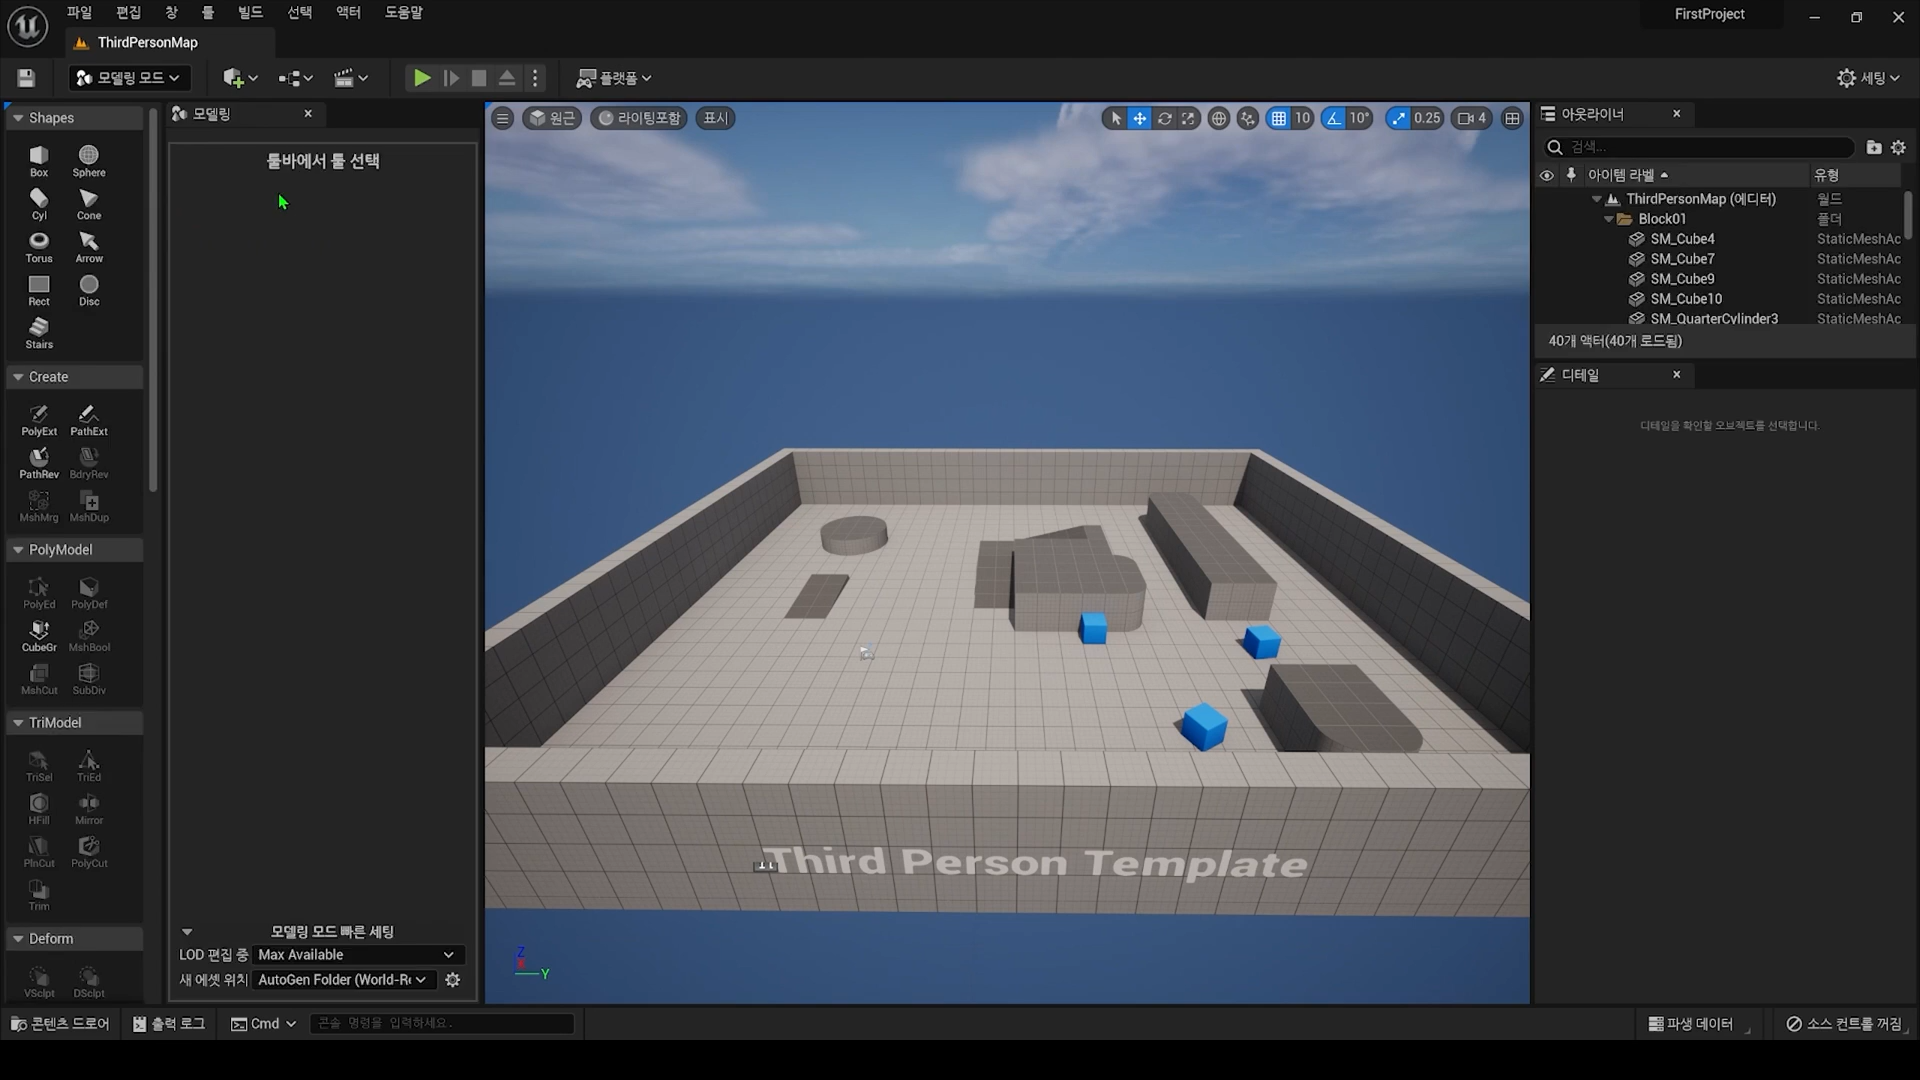 파일 편집 창 툴 빌드 선택 액터 도움말
FirstProject
ThirdPersonMap
모델링 모드
플랫폼
세팅
Shapes
Box Sphere
Cyl Cone
Torus Arrow
Rect Disc
Stairs
Create
PolyExt PathExt
PathRev BdryRev
MshMrg MshDup
PolyModel
PolyEd PolyDef
CubeGr MshBool
MshCut SubDiv
TriModel
TriSel TriEd
HFill Mirror
PlnCut PolyCut
Trim
Deform
VSclpt DSclpt
모델링
툴바에서 툴 선택
모델링 모드 빠른 세팅
LOD 편집 중 Max Available
새 에셋 위치 AutoGen Folder (World-Re
원근 라이팅포함 표시
10 10° 0.25 4
Third Person Template
Z
Y
아웃라이너
검색...
아이템 라벨 유형
ThirdPersonMap (에디터) 월드
Block01 폴더
SM_Cube4 StaticMeshAc
SM_Cube7 StaticMeshAc
SM_Cube9 StaticMeshAc
SM_Cube10 StaticMeshAc
SM_QuarterCylinder3 StaticMeshAc
40개 액터(40개 로드됨)
디테일
디테일을 확인할 오브젝트를 선택합니다.
콘텐츠 드로어 출력 로그 Cmd 콘솔 명령을 입력하세요.
파생 데이터 소스 컨트롤 꺼짐